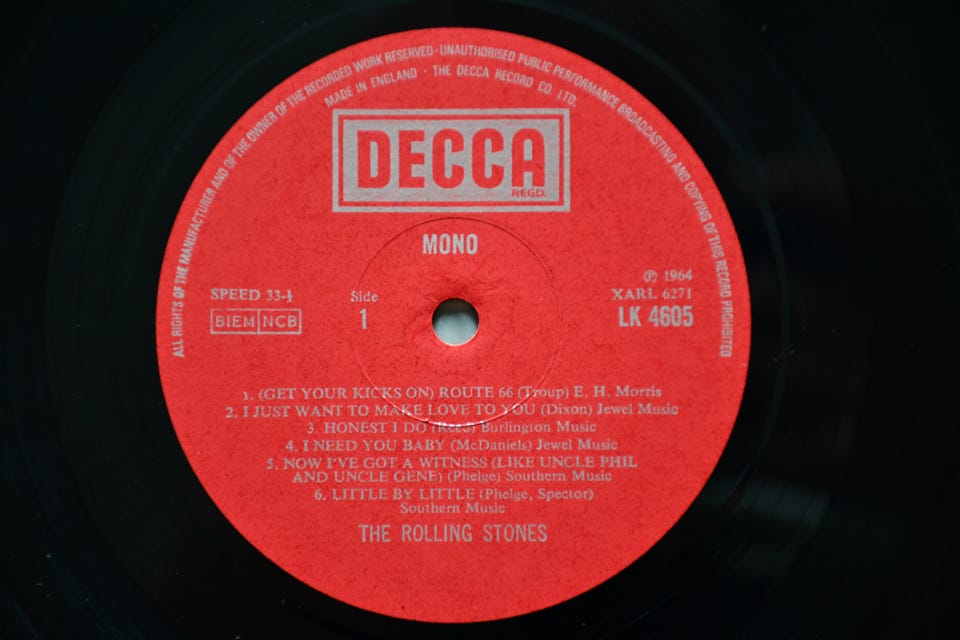 ALL RIGHTS OF THE MANUFACTURER AND OF THE OWNER OF THE RECORDED WORK RESERVED · UNAUTHORISED PUBLIC PERFORMANCE BROADCASTING AND COPYING OF THIS RECORD PROHIBITED
MADE IN ENGLAND · THE DECCA RECORD CO. LTD.
DECCA
REGD.
MONO
℗ 1964
SPEED 33-⅓
Side
XARL 6271
BIEM NCB
1
LK 4605
1. (GET YOUR KICKS ON) ROUTE 66 (Troup) E. H. Morris
2. I JUST WANT TO MAKE LOVE TO YOU (Dixon) Jewel Music
3. HONEST I DO (Reed) Burlington Music
4. I NEED YOU BABY (McDaniels) Jewel Music
5. NOW I'VE GOT A WITNESS (LIKE UNCLE PHIL
AND UNCLE GENE) (Phelge) Southern Music
6. LITTLE BY LITTLE (Phelge, Spector)
Southern Music
THE ROLLING STONES